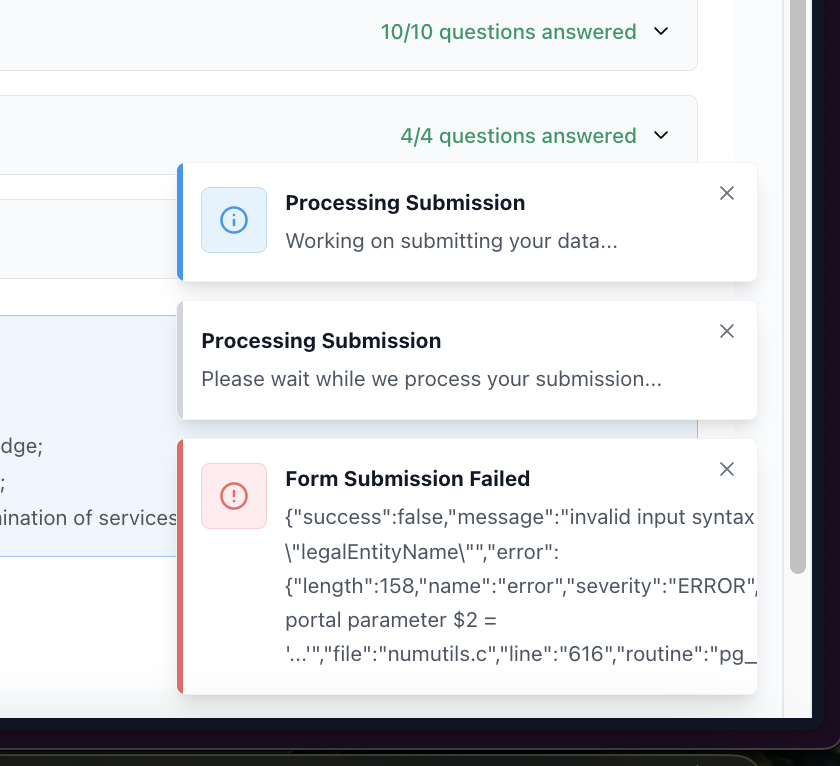 10/10 questions answered
4/4 questions answered
Processing Submission
Working on submitting your data...
Processing Submission
Please wait while we process your submission...
dge;
;
ination of services
Form Submission Failed
{"success":false,"message":"invalid input syntax
\"legalEntityName\"","error":
{"length":158,"name":"error","severity":"ERROR",
portal parameter $2 =
'...'","file":"numutils.c","line":"616","routine":"pg_